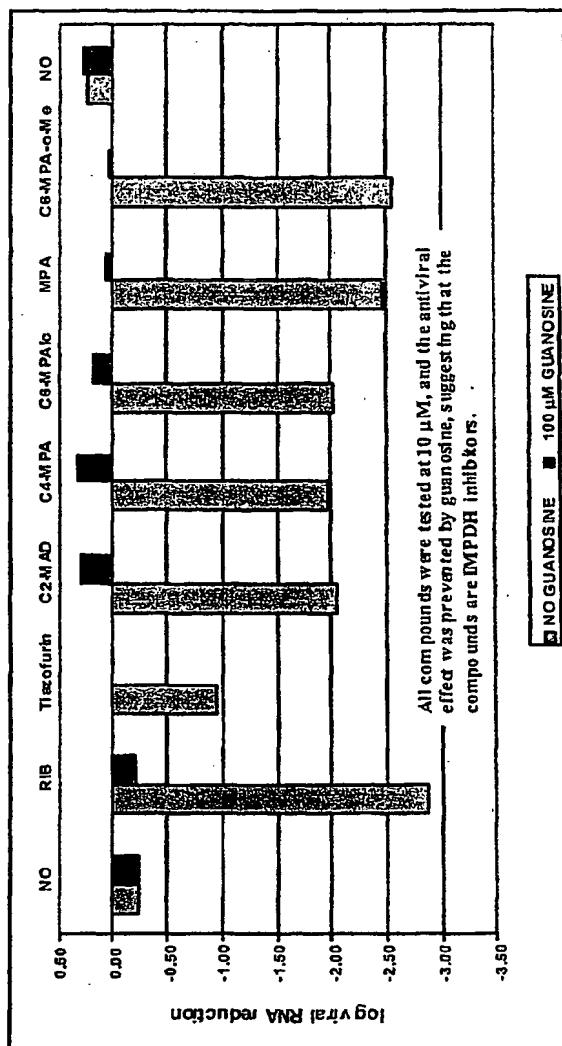 NO
RIB
Tiazofurin
C2-MAD
C4-MPA
C6-MPAlc
MPA
C6-MPA-α-Me
NO
0.50
0.00
-0.50
-1.00
-1.50
-2.00
-2.50
-3.00
-3.50
log viral RNA reduction
All compounds were tested at 10 µM, and the antiviral
effect was prevented by guanosine, suggesting that the
compounds are IMPDH inhibitors.
NO GUANOSINE
100 µM GUANOSINE